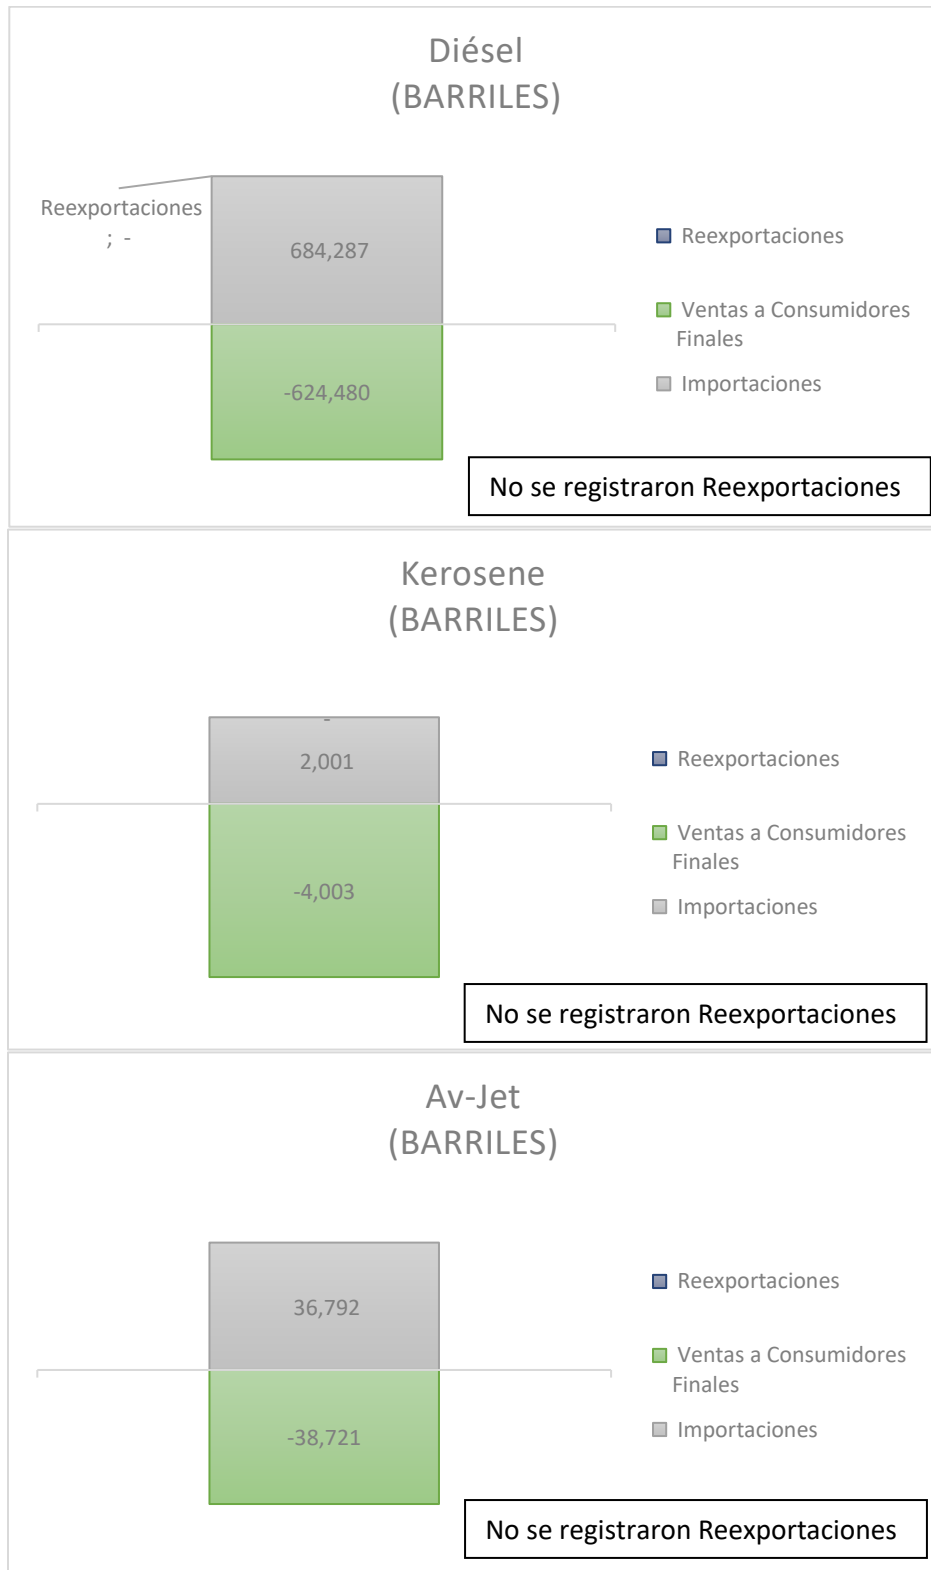 Diésel
(BARRILES)
Reexportaciones
; -
684,287
-624,480
Reexportaciones
Ventas a Consumidores
Finales
Importaciones
No se registraron Reexportaciones
Kerosene
(BARRILES)
-
2,001
-4,003
Reexportaciones
Ventas a Consumidores
Finales
Importaciones
No se registraron Reexportaciones
Av-Jet
(BARRILES)
36,792
-38,721
Reexportaciones
Ventas a Consumidores
Finales
Importaciones
No se registraron Reexportaciones